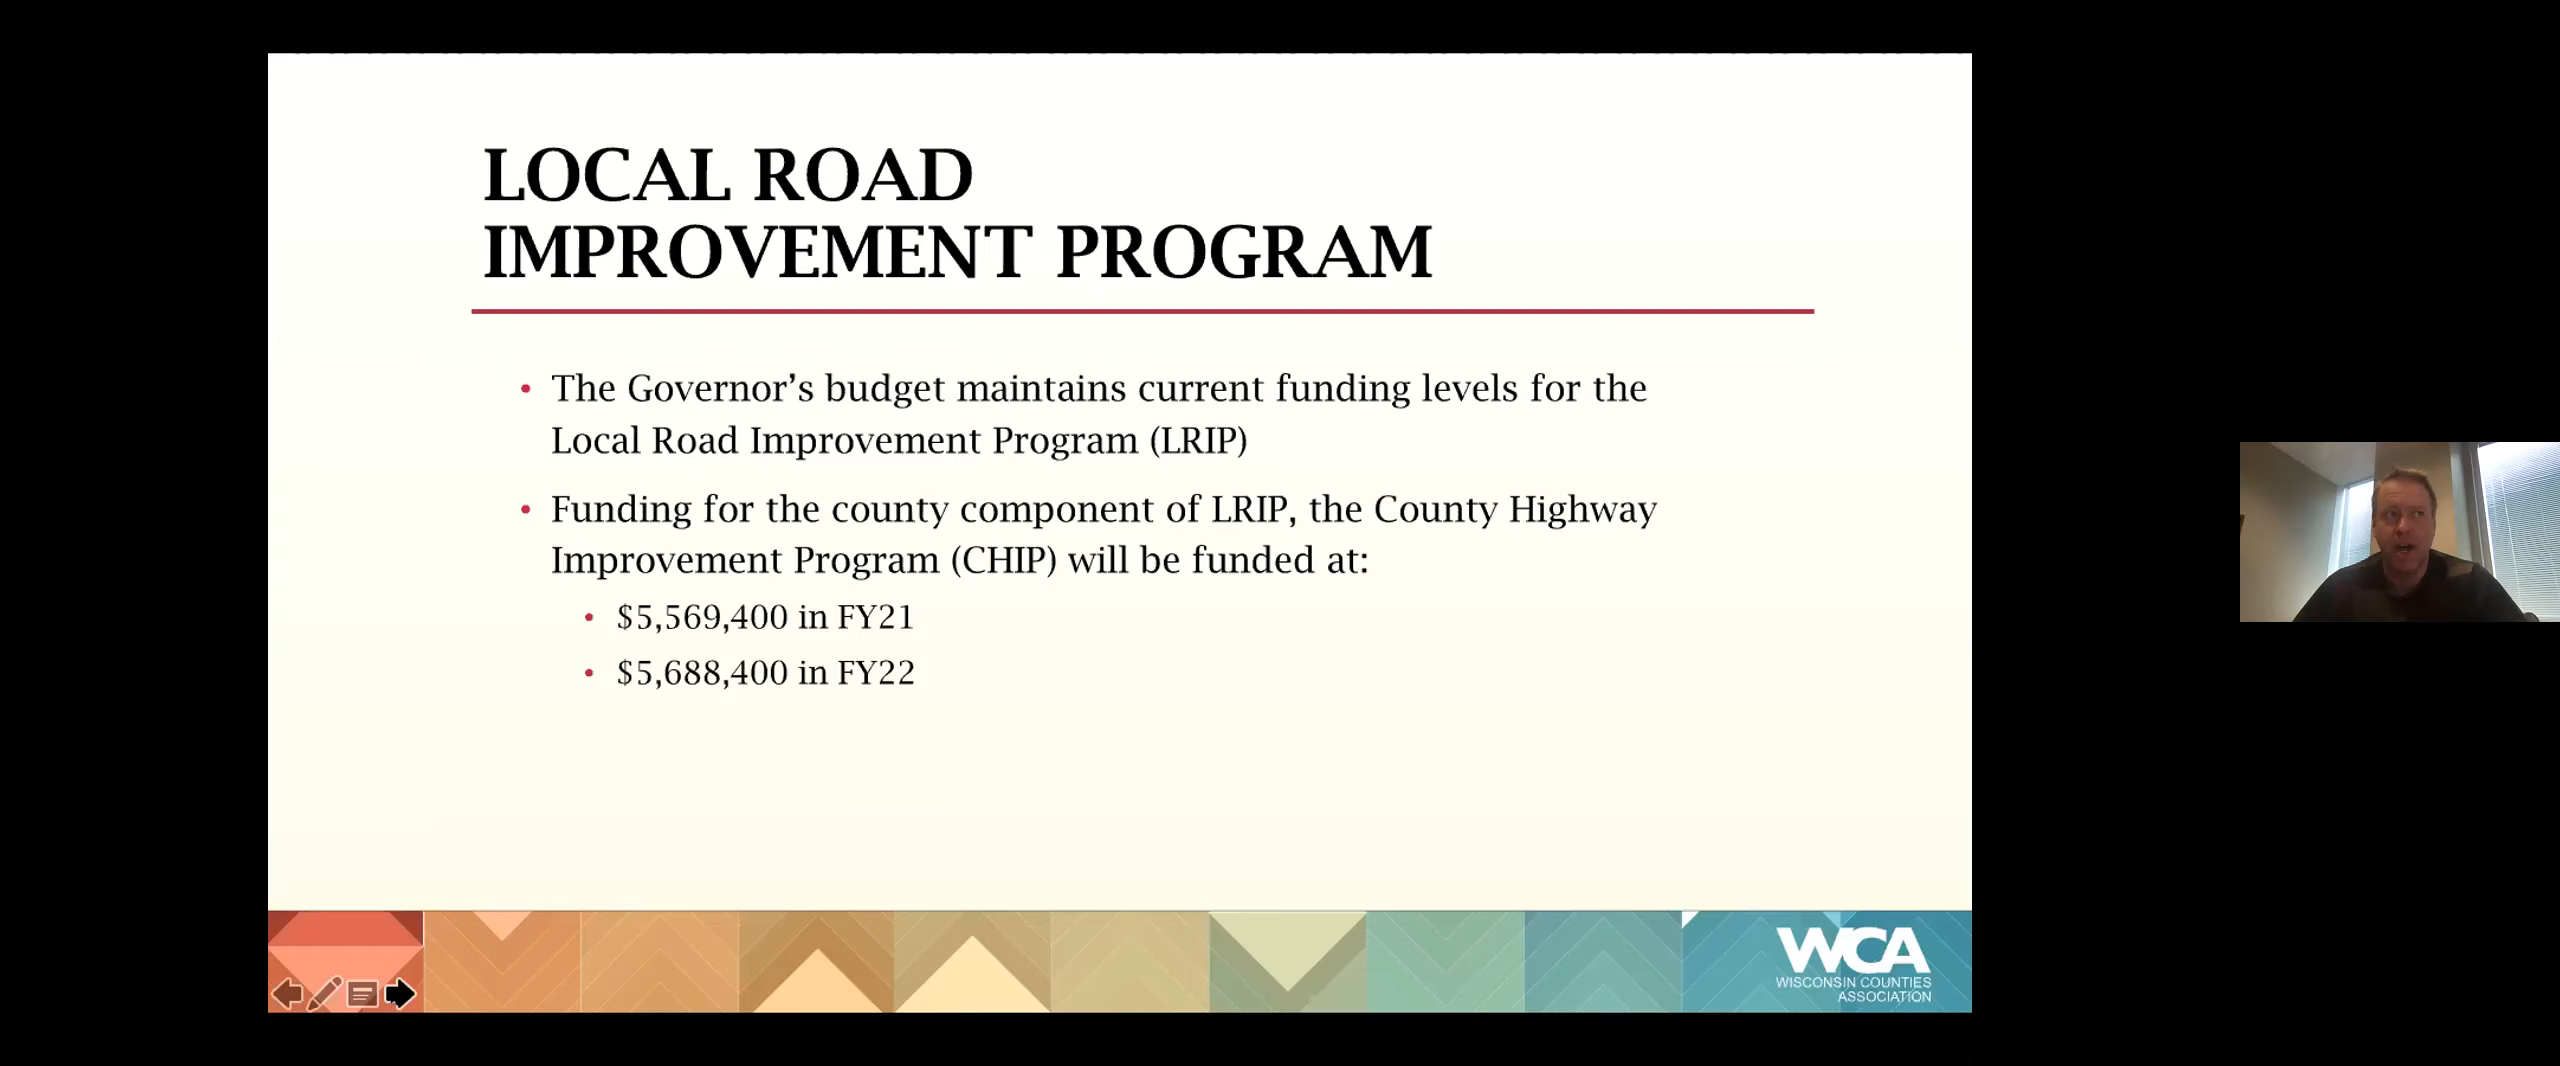 LOCAL ROAD
IMPROVEMENT PROGRAM
• The Governor’s budget maintains current funding levels for the
Local Road Improvement Program (LRIP)
• Funding for the county component of LRIP, the County Highway
Improvement Program (CHIP) will be funded at:
• $5,569,400 in FY21
• $5,688,400 in FY22
WCA
WISCONSIN COUNTIES
ASSOCIATION